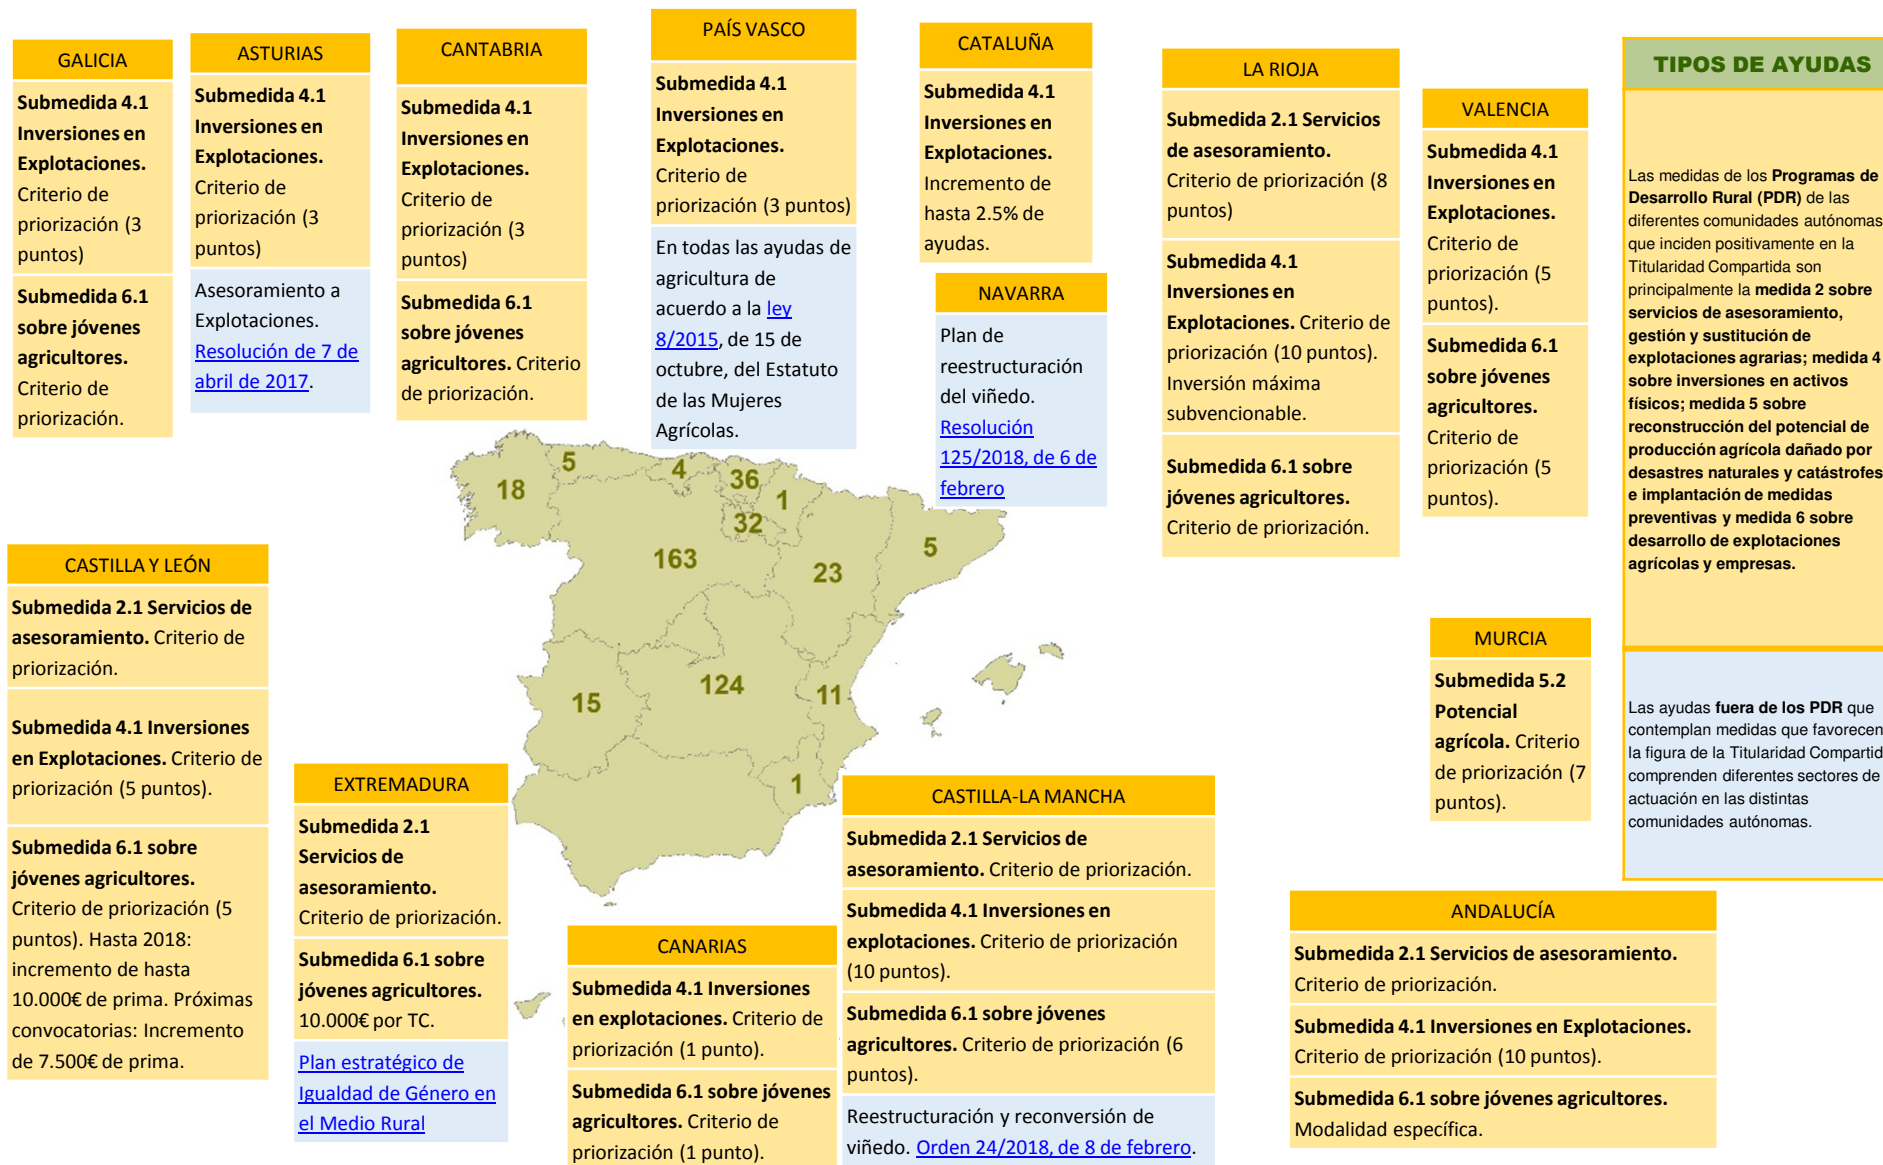 GALICIA
Submedida 4.1
Inversiones en
Explotaciones.
Criterio de
priorización (3
puntos)
Submedida 6.1
sobre jóvenes
agricultores.
Criterio de
priorización.
ASTURIAS
Submedida 4.1
Inversiones en
Explotaciones.
Criterio de
priorización (3
puntos)
Asesoramiento a
Explotaciones.
Resolución de 7 de
abril de 2017.
CANTABRIA
Submedida 4.1
Inversiones en
Explotaciones.
Criterio de
priorización (3
puntos)
Submedida 6.1
sobre jóvenes
agricultores. Criterio
de priorización.
PAÍS VASCO
Submedida 4.1
Inversiones en
Explotaciones.
Criterio de
priorización (3 puntos)
En todas las ayudas de
agricultura de
acuerdo a la ley
8/2015, de 15 de
octubre, del Estatuto
de las Mujeres
Agrícolas.
CATALUÑA
Submedida 4.1
Inversiones en
Explotaciones.
Incremento de
hasta 2.5% de
ayudas.
NAVARRA
Plan de
reestructuración
del viñedo.
Resolución
125/2018, de 6 de
febrero
LA RIOJA
Submedida 2.1 Servicios
de asesoramiento.
Criterio de priorización (8
puntos)
Submedida 4.1
Inversiones en
Explotaciones. Criterio de
priorización (10 puntos).
Inversión máxima
subvencionable.
Submedida 6.1 sobre
jóvenes agricultores.
Criterio de priorización.
VALENCIA
Submedida 4.1
Inversiones en
Explotaciones.
Criterio de
priorización (5
puntos).
Submedida 6.1
sobre jóvenes
agricultores.
Criterio de
priorización (5
puntos).
TIPOS DE AYUDAS
Las medidas de los Programas de
Desarrollo Rural (PDR) de las
diferentes comunidades autónomas
que inciden positivamente en la
Titularidad Compartida son
principalmente la medida 2 sobre
servicios de asesoramiento,
gestión y sustitución de
explotaciones agrarias; medida 4
sobre inversiones en activos
físicos; medida 5 sobre
reconstrucción del potencial de
producción agrícola dañado por
desastres naturales y catástrofes
e implantación de medidas
preventivas y medida 6 sobre
desarrollo de explotaciones
agrícolas y empresas.
Las ayudas fuera de los PDR que
contemplan medidas que favorecen
la figura de la Titularidad Compartid
comprenden diferentes sectores de
actuación en las distintas
comunidades autónomas.
18
5
4
36
1
32
163
23
5
15
124
11
1
CASTILLA Y LEÓN
Submedida 2.1 Servicios de
asesoramiento. Criterio de
priorización.
Submedida 4.1 Inversiones
en Explotaciones. Criterio de
priorización (5 puntos).
Submedida 6.1 sobre
jóvenes agricultores.
Criterio de priorización (5
puntos). Hasta 2018:
incremento de hasta
10.000€ de prima. Próximas
convocatorias: Incremento
de 7.500€ de prima.
EXTREMADURA
Submedida 2.1
Servicios de
asesoramiento.
Criterio de priorización.
Submedida 6.1 sobre
jóvenes agricultores.
10.000€ por TC.
Plan estratégico de
Igualdad de Género en
el Medio Rural
CANARIAS
Submedida 4.1 Inversiones
en explotaciones. Criterio de
priorización (1 punto).
Submedida 6.1 sobre jóvenes
agricultores. Criterio de
priorización (1 punto).
CASTILLA-LA MANCHA
Submedida 2.1 Servicios de
asesoramiento. Criterio de priorización.
Submedida 4.1 Inversiones en
explotaciones. Criterio de priorización
(10 puntos).
Submedida 6.1 sobre jóvenes
agricultores. Criterio de priorización (6
puntos).
Reestructuración y reconversión de
viñedo. Orden 24/2018, de 8 de febrero.
MURCIA
Submedida 5.2
Potencial
agrícola. Criterio
de priorización (7
puntos).
ANDALUCÍA
Submedida 2.1 Servicios de asesoramiento.
Criterio de priorización.
Submedida 4.1 Inversiones en Explotaciones.
Criterio de priorización (10 puntos).
Submedida 6.1 sobre jóvenes agricultores.
Modalidad específica.